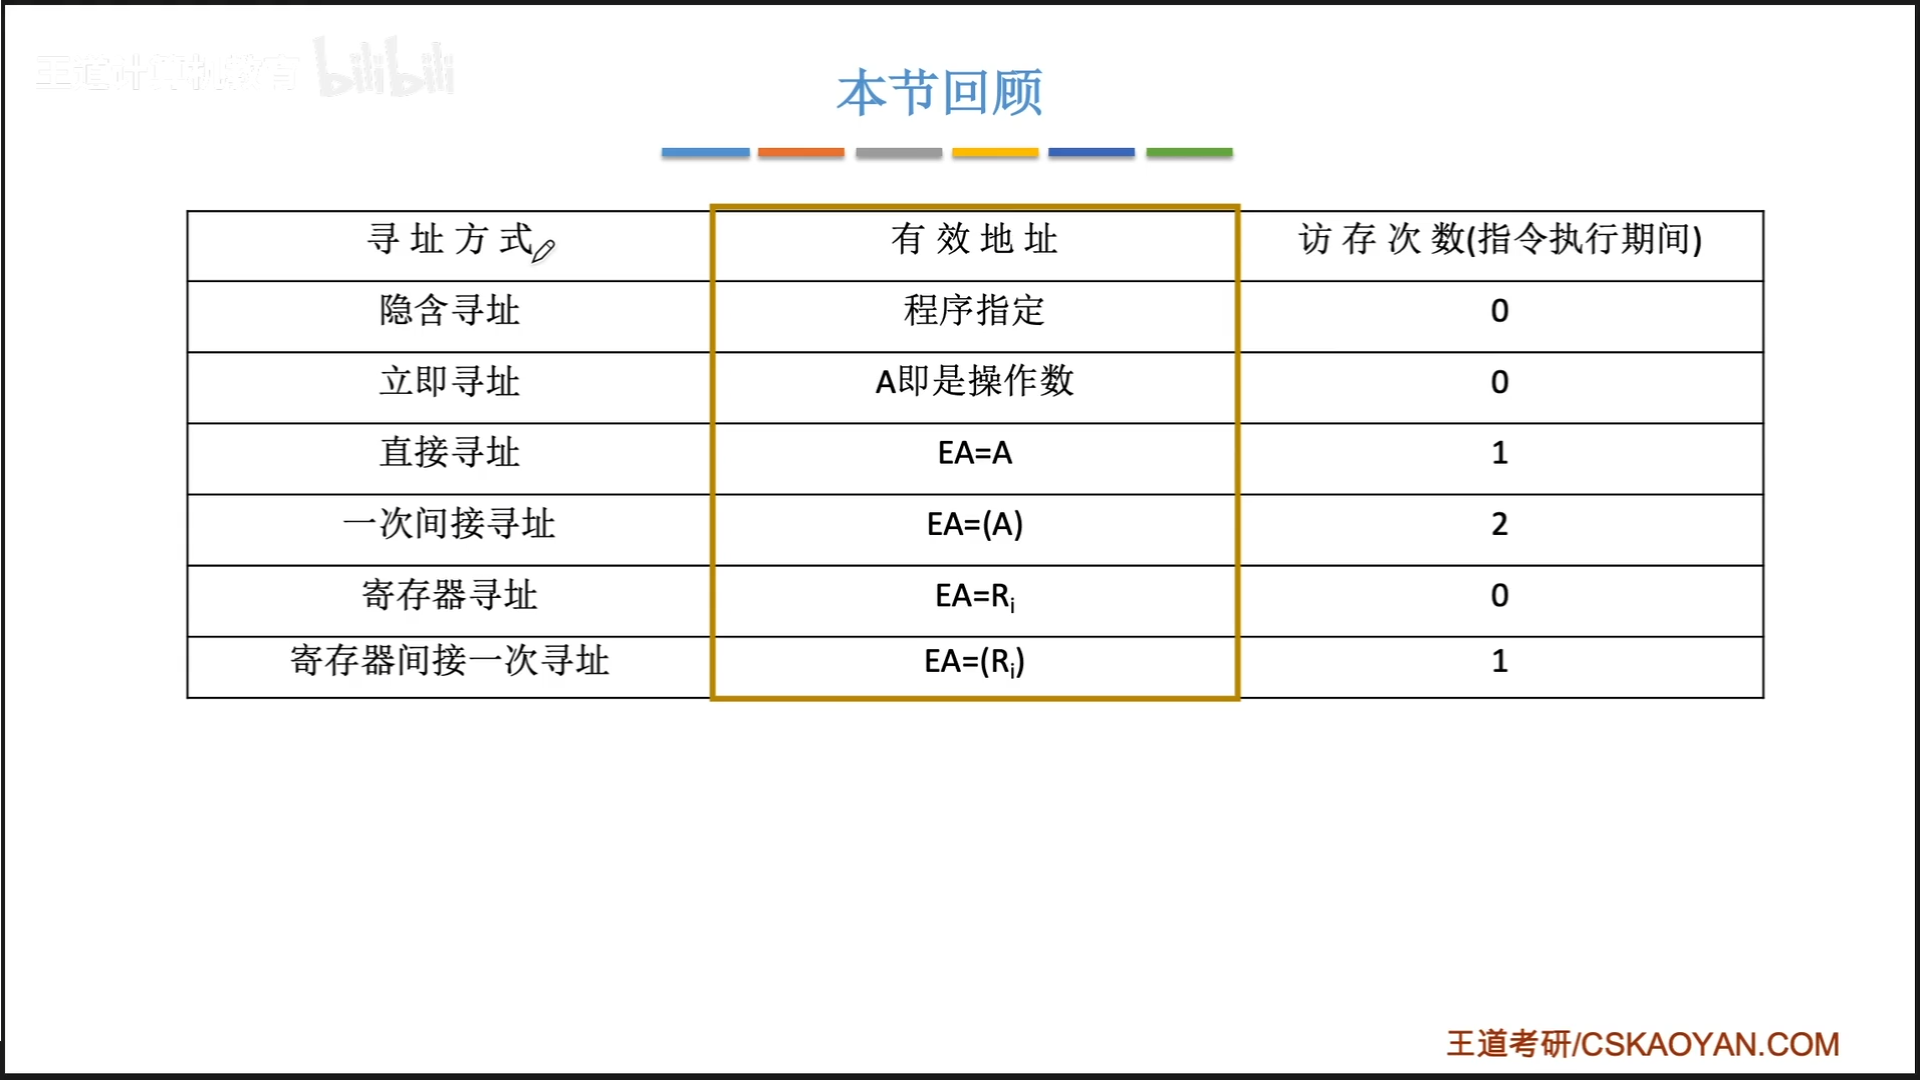 王道计算机教育 bilibili
本节回顾
寻 址 方 式 有 效 地 址 访 存 次 数(指令执行期间)
隐含寻址 程序指定 0
立即寻址 A即是操作数 0
直接寻址 EA=A 1
一次间接寻址 EA=(A) 2
寄存器寻址 EA=Ri 0
寄存器间接一次寻址 EA=(Ri) 1
王道考研/CSKAOYAN.COM